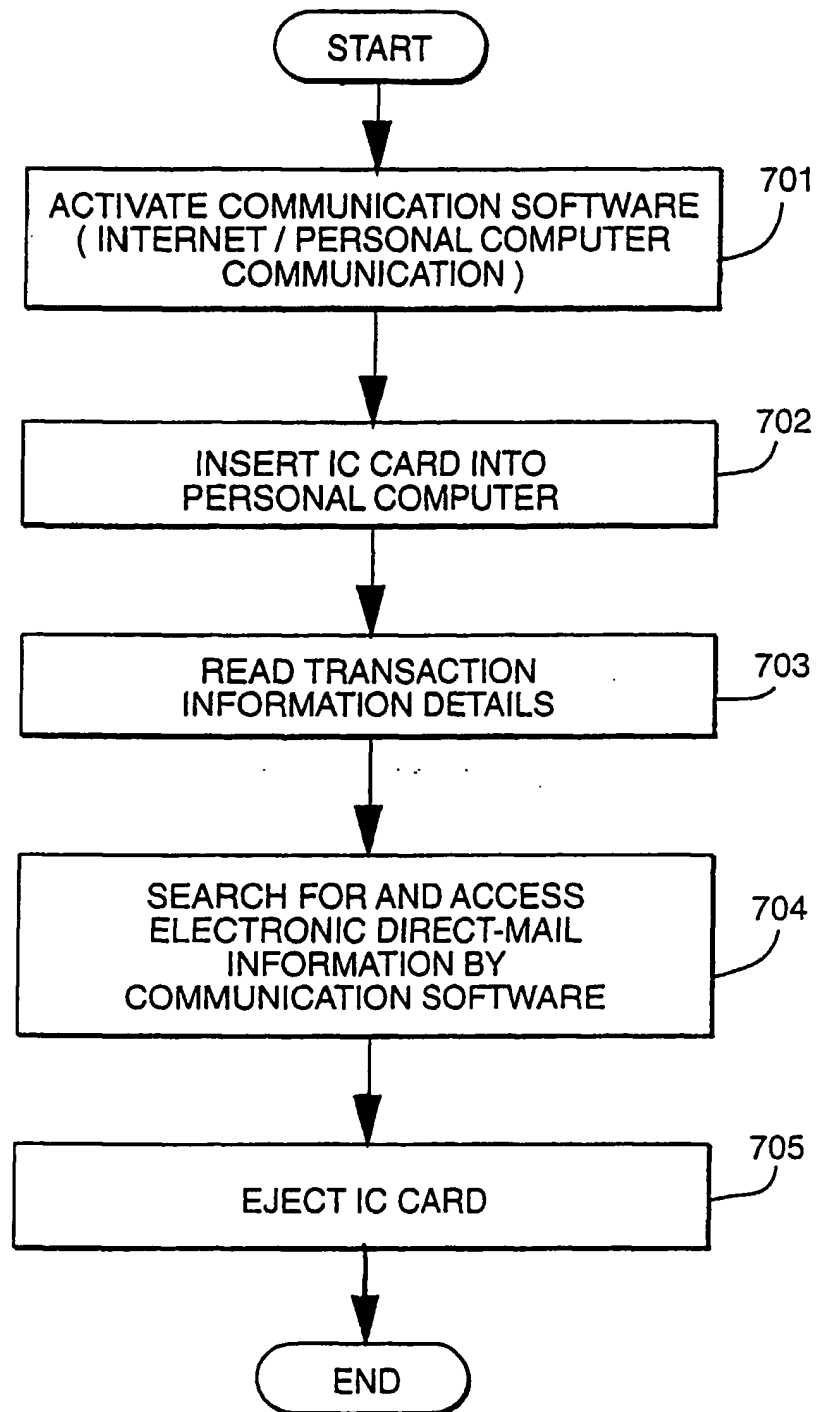 START
701
ACTIVATE COMMUNICATION SOFTWARE
( INTERNET / PERSONAL COMPUTER
COMMUNICATION )
702
INSERT IC CARD INTO
PERSONAL COMPUTER
703
READ TRANSACTION
INFORMATION DETAILS
704
SEARCH FOR AND ACCESS
ELECTRONIC DIRECT-MAIL
INFORMATION BY
COMMUNICATION SOFTWARE
705
EJECT IC CARD
END